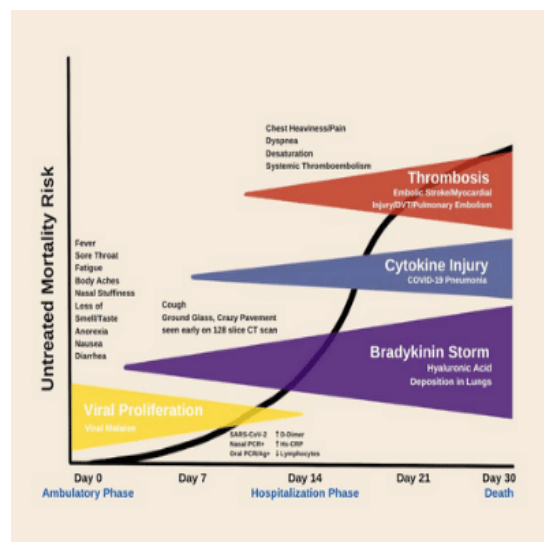 Untreated Mortality Risk
Chest Heaviness/Pain
Dyspnea
Desaturation
Systemic Thromboembolism
Thrombosis
Embolic Stroke/Myocardial
Injury/DVT/Pulmonary Embolism
Fever
Sore Throat
Fatigue
Body Aches
Nasal Stuffiness
Loss of
Smell/Taste
Anorexia
Nausea
Diarrhea
Cytokine Injury
COVID-19 Pneumonia
Cough
Ground Glass, Crazy Pavement
seen early on 128 slice CT scan
Bradykinin Storm
Hyaluronic Acid
Deposition in Lungs
Viral Proliferation
Viral Malaise
SARS-CoV-2 ↑D-Dimer
Nasal PCR+ ↑Hs-CRP
Oral PCR/Ag+ ↓Lymphocytes
Day 0 Day 7 Day 14 Day 21 Day 30
Ambulatory Phase Hospitalization Phase Death